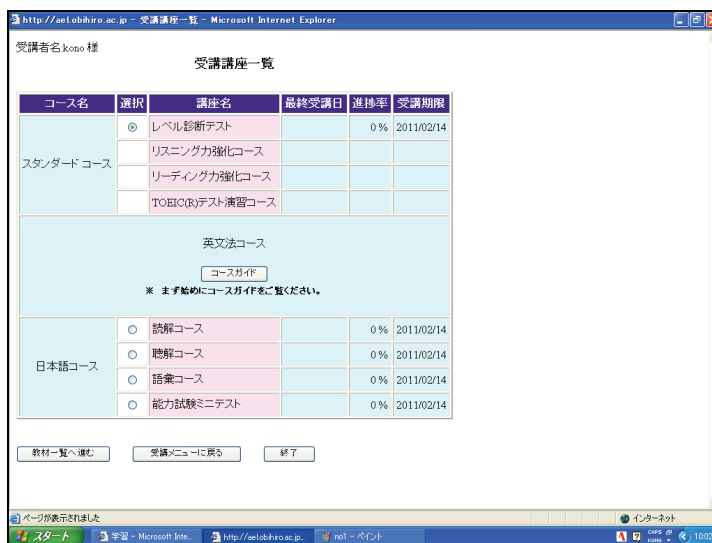 http://ael.obihiro.ac.jp - 受講講座一覧 - Microsoft Internet Explorer
受講者名:kono 様
受講講座一覧
コース名 選択 講座名 最終受講日 進捗率 受講期限
スタンダードコース
レベル診断テスト 0 % 2011/02/14
リスニング力強化コース
リーディング力強化コース
TOEIC(R)テスト演習コース
英文法コース
コースガイド
※ まず始めにコースガイドをご覧ください。
日本語コース
読解コース 0 % 2011/02/14
聴解コース 0 % 2011/02/14
語彙コース 0 % 2011/02/14
能力試験ミニテスト 0 % 2011/02/14
教材一覧へ進む 受講メニューに戻る 終了
ページが表示されました インターネット
スタート 学習 - Microsoft Inte... http://ael.obihiro.ac.jp... no1 - ペイント A CAPS KANA 10:02